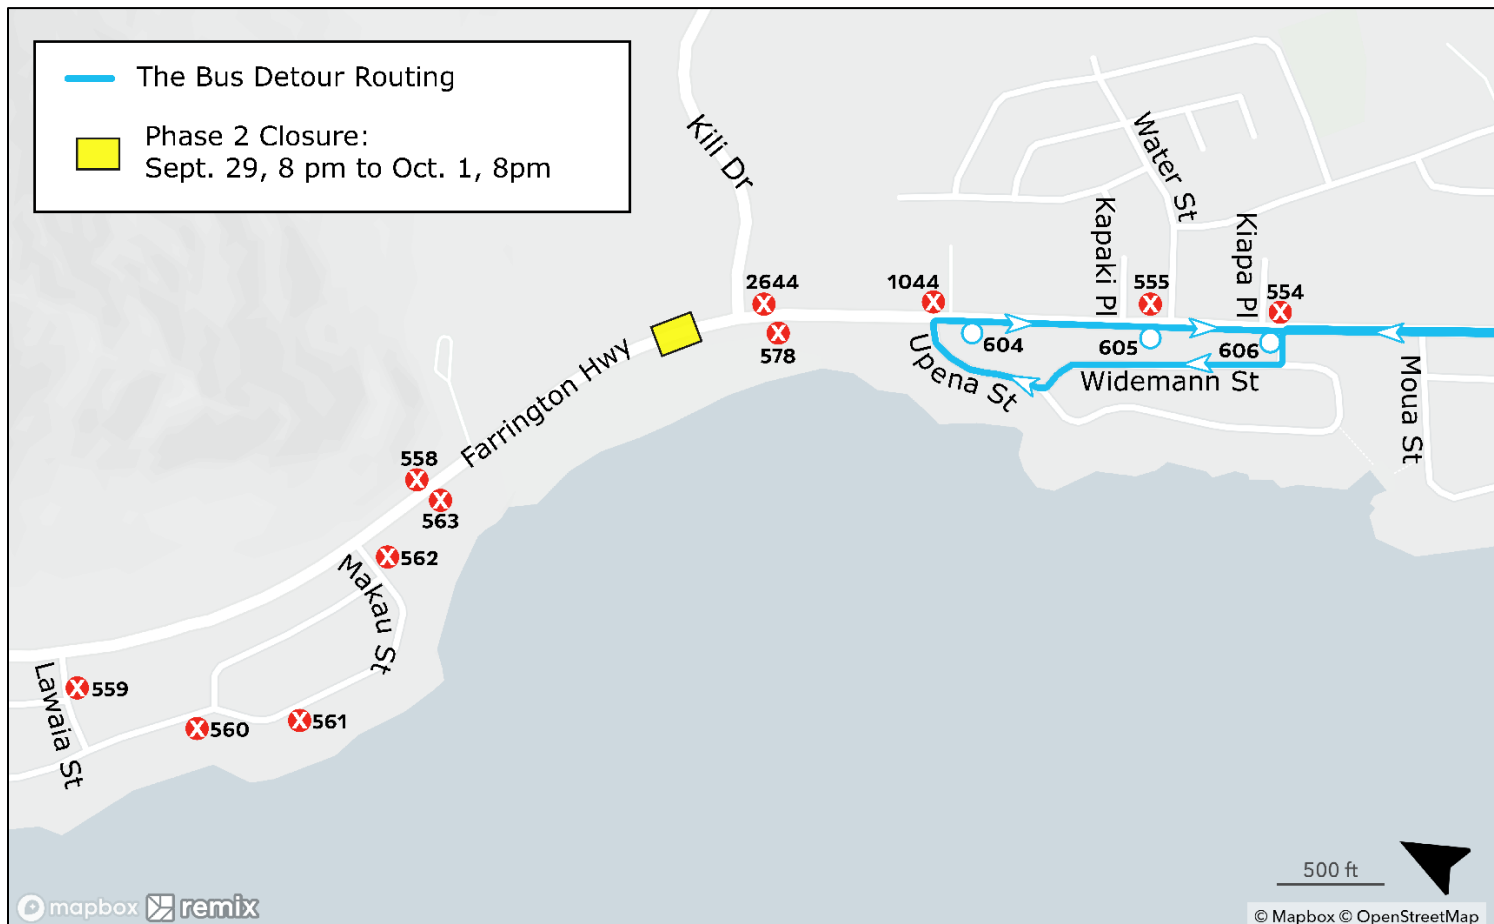 The Bus Detour Routing
Phase 2 Closure:
Sept. 29, 8 pm to Oct. 1, 8pm
Kili Dr
Water St
Kapaki Pl
Kiapa Pl
2644
1044
555
554
578
604
605
606
Upena St
Widemann St
Moua St
Farrington Hwy
558
563
562
Makau St
Lawaia St
559
560
561
500 ft
mapbox remix
© Mapbox © OpenStreetMap